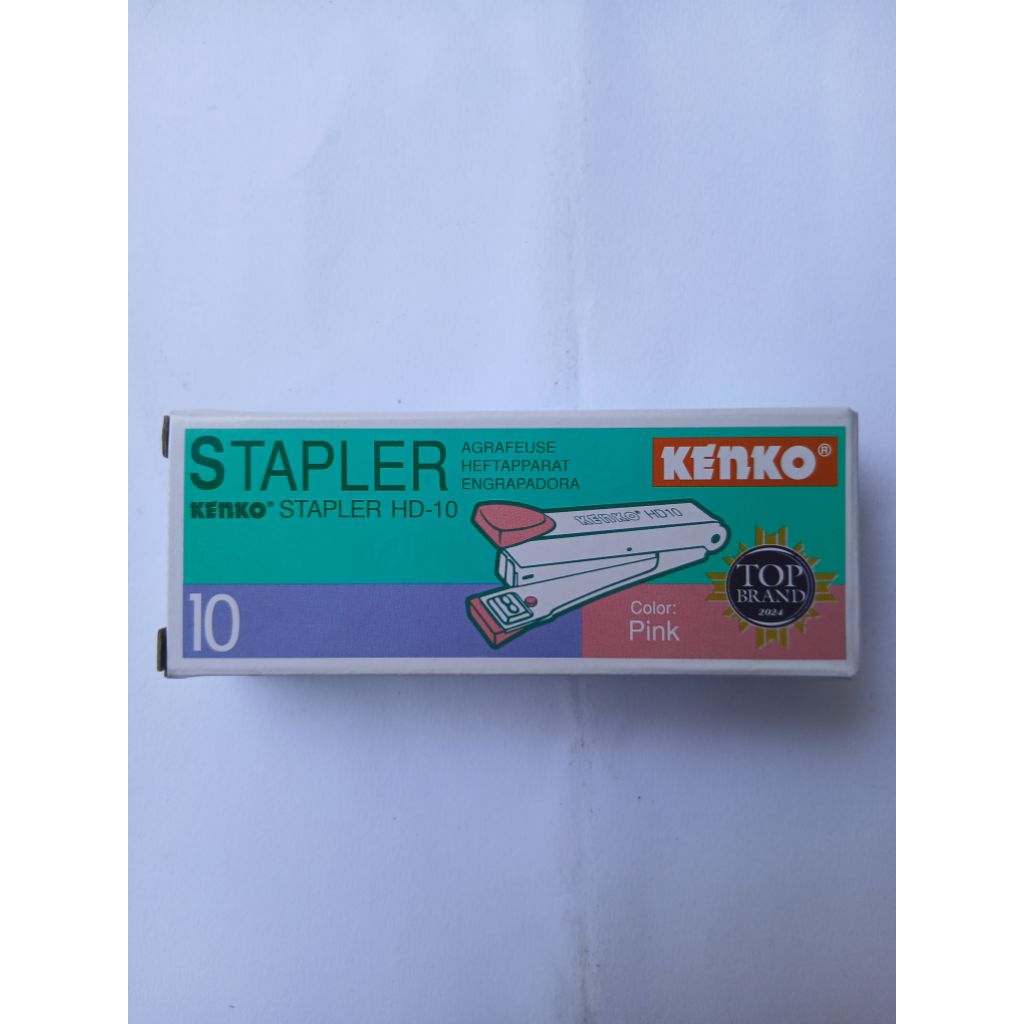 STAPLER
AGRAFEUSE
HEFTAPPARAT
ENGRAPADORA
KENKO®
KENKO® STAPLER HD-10
KENKO® HD10
10
Color:
Pink
TOP
BRAND
2024